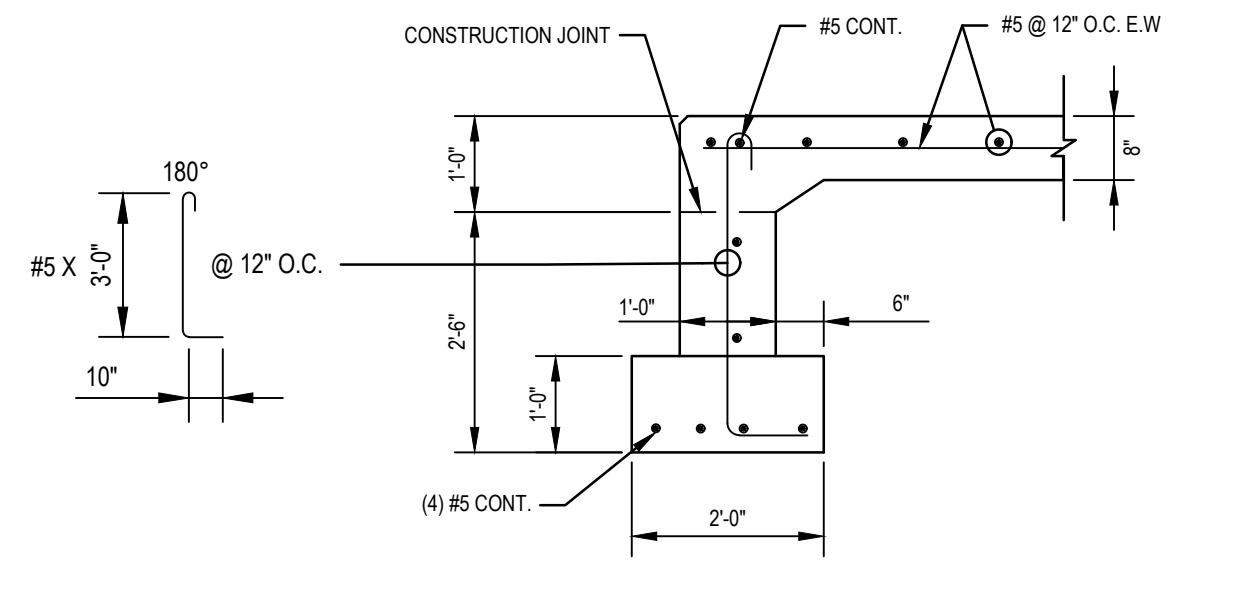 CONSTRUCTION JOINT
#5 CONT.
#5 @ 12" O.C. E.W
1'-0"
8"
180°
#5 X
3'-0"
@ 12" O.C.
10"
2'-6"
1'-0"
6"
1'-0"
(4) #5 CONT.
2'-0"